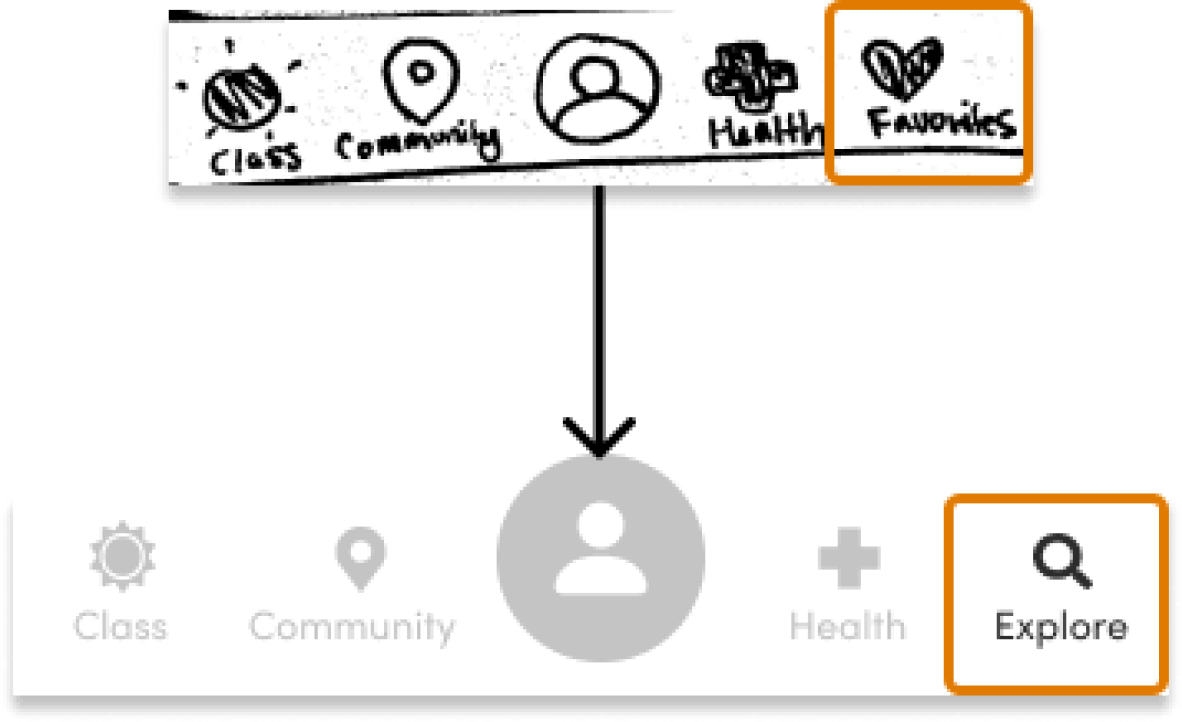 Class
Community
Health
Favorites
Class
Community
Health
Explore